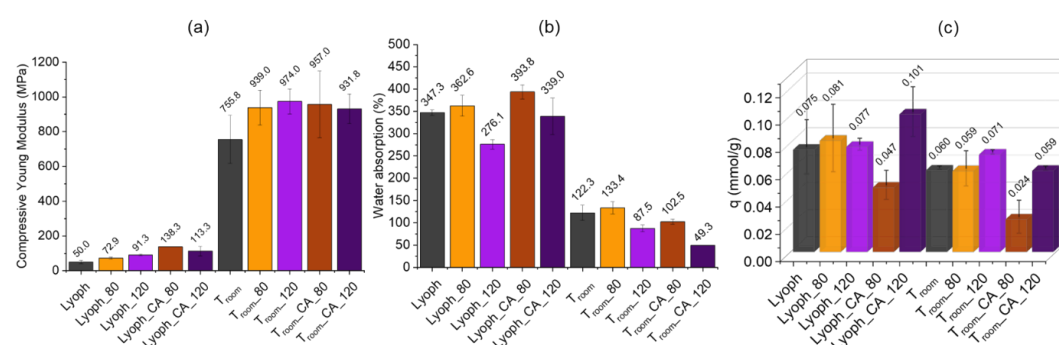 (a)
Compressive Young Modulus (MPa)
1200
1000
800
600
400
200
0
50.0
72.9
91.3
138.3
113.3
755.8
939.0
974.0
957.0
931.8
Lyoph
Lyoph_80
Lyoph_120
Lyoph_CA_80
Lyoph_CA_120
Troom
Troom_80
Troom_120
Troom_CA_80
Troom_CA_120
(b)
Water absorption (%)
500
450
400
350
300
250
200
150
100
50
0
347.3
362.6
276.1
393.8
339.0
122.3
133.4
87.5
102.5
49.3
Lyoph
Lyoph_80
Lyoph_120
Lyoph_CA_80
Lyoph_CA_120
Troom
Troom_80
Troom_120
Troom_CA_80
Troom_CA_120
(c)
q (mmol/g)
0.12
0.10
0.08
0.06
0.04
0.02
0.00
0.075
0.081
0.077
0.047
0.101
0.060
0.059
0.071
0.024
0.059
Lyoph
Lyoph_80
Lyoph_120
Lyoph_CA_80
Lyoph_CA_120
Troom
Troom_80
Troom_120
Troom_CA_80
Troom_CA_120